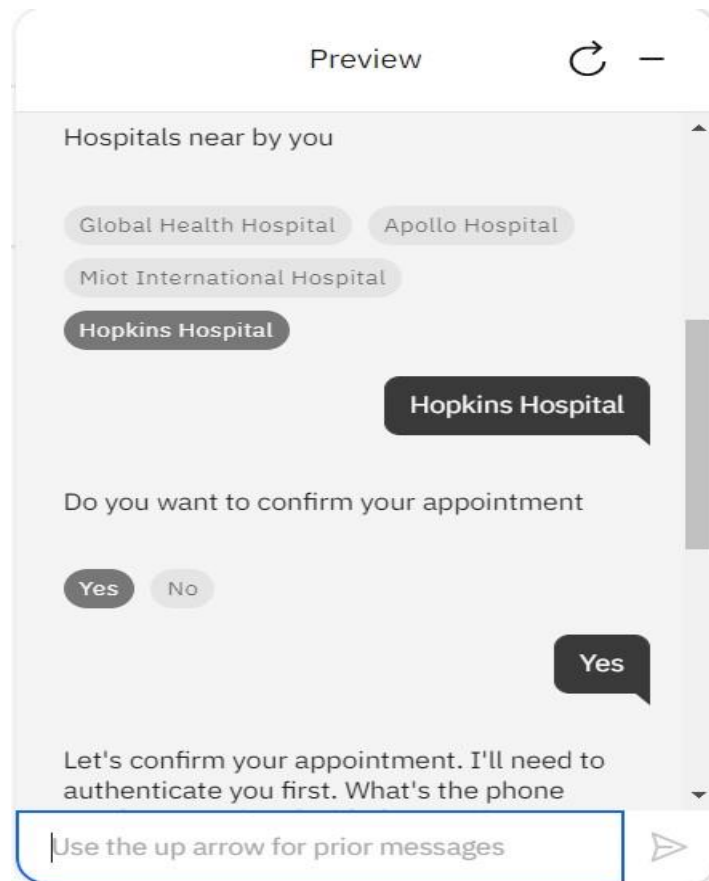 Preview
Hospitals near by you
Global Health Hospital Apollo Hospital
Miot International Hospital
Hopkins Hospital
Hopkins Hospital
Do you want to confirm your appointment
Yes No
Yes
Let's confirm your appointment. I'll need to
authenticate you first. What's the phone
Use the up arrow for prior messages